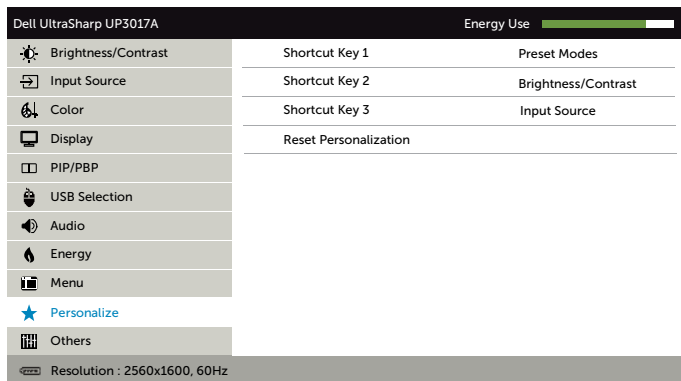 Dell UltraSharp UP3017A Energy Use
Brightness/Contrast Shortcut Key 1 Preset Modes
Input Source Shortcut Key 2 Brightness/Contrast
Color Shortcut Key 3 Input Source
Display Reset Personalization
PIP/PBP
USB Selection
Audio
Energy
Menu
Personalize
Others
Resolution : 2560x1600, 60Hz